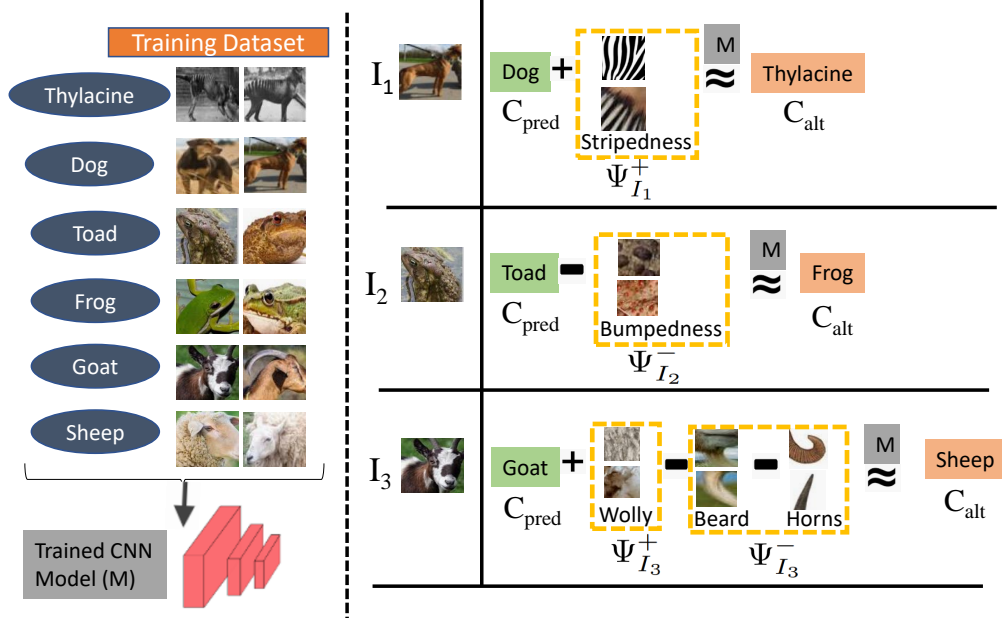 Training Dataset
Thylacine
Dog
Toad
Frog
Goat
Sheep
Trained CNN
Model (M)
I1
Dog + ≈ Thylacine
M
Cpred
Calt
Stripedness
Ψ+I1
I2
Toad - ≈ Frog
M
Cpred
Calt
Bumpedness
Ψ-I2
I3
Goat + - - ≈ Sheep
M
Cpred
Calt
Wolly
Beard
Horns
Ψ+I3
Ψ-I3